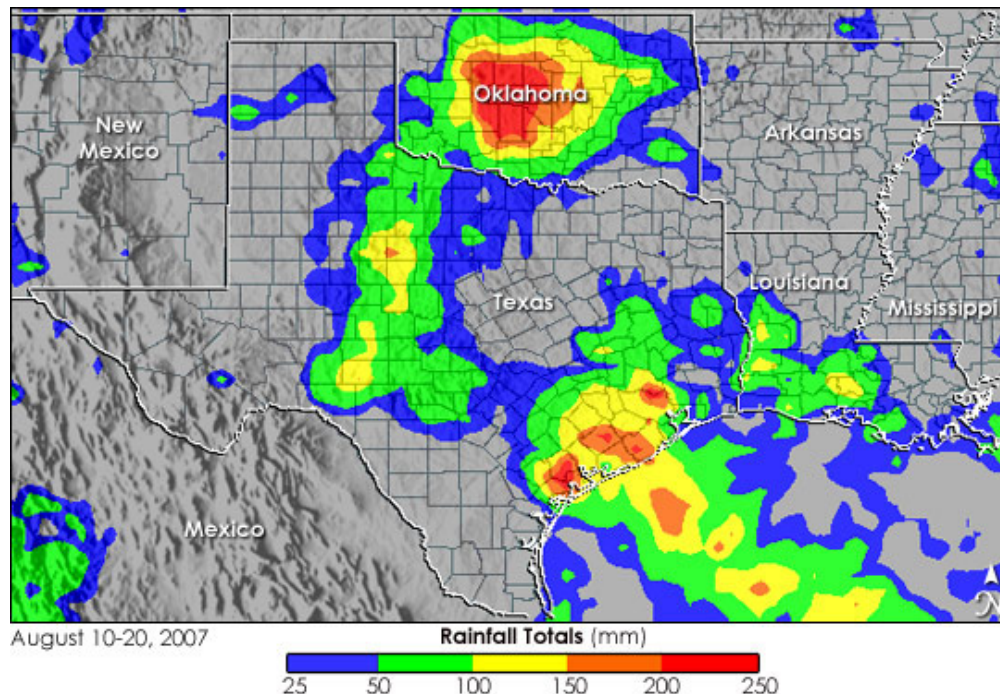 Oklahoma
New
Mexico
Arkansas
Texas
Louisiana
Mississippi
Mexico
N
August 10-20, 2007
Rainfall Totals (mm)
25 50 100 150 200 250